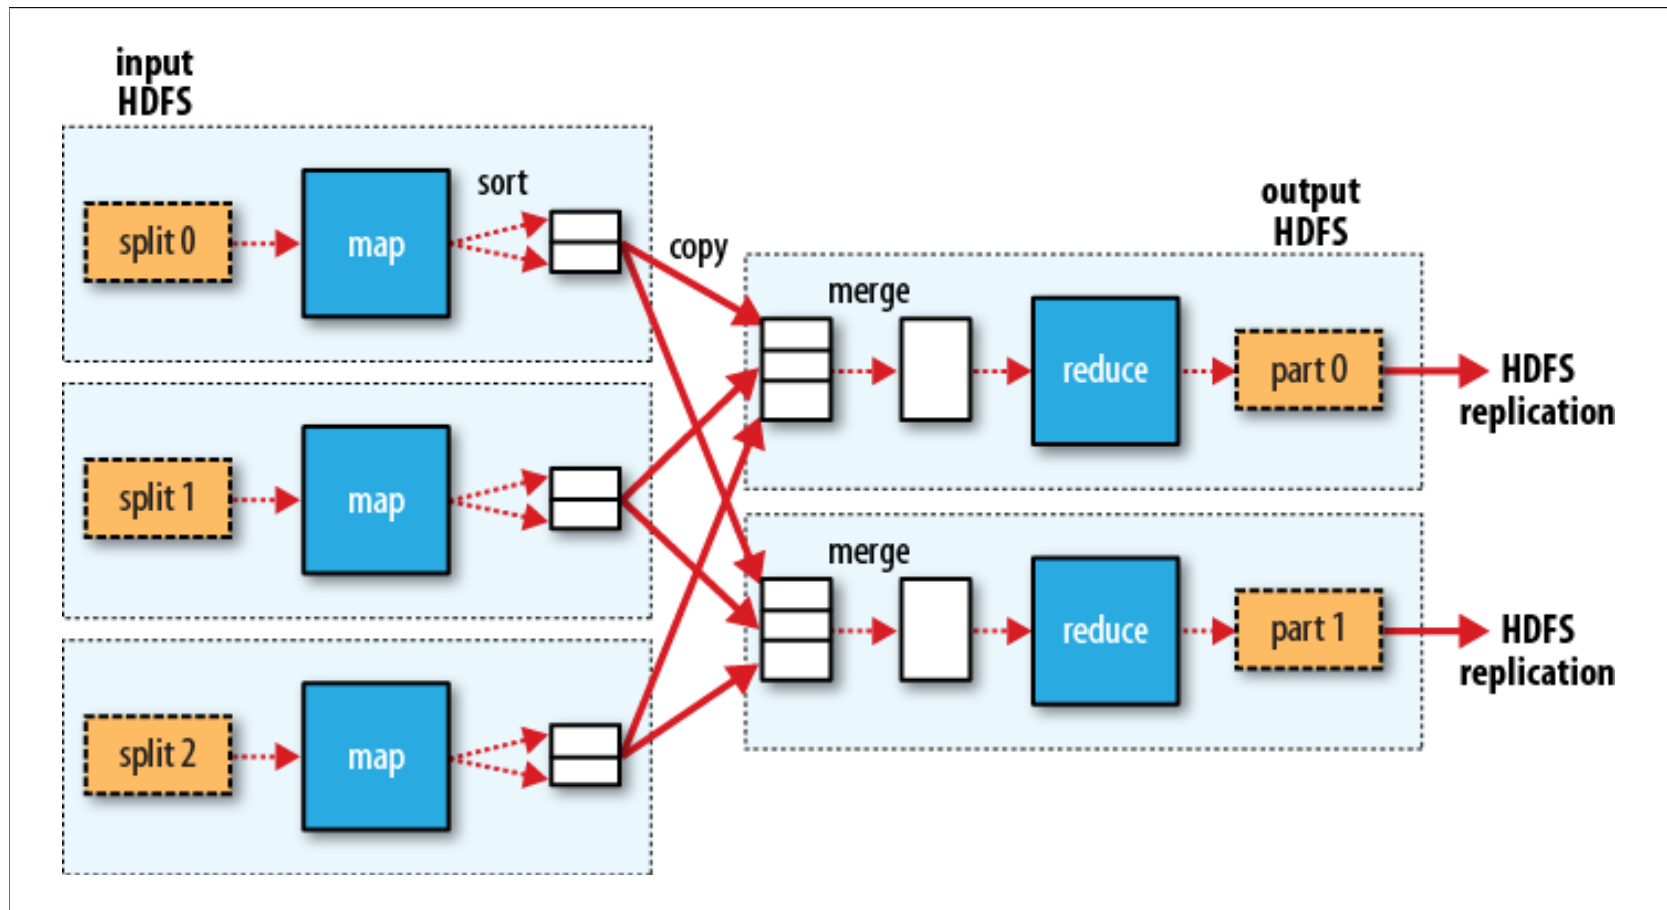 input
HDFS
split 0
map
sort
copy
split 1
map
split 2
map
output
HDFS
merge
reduce
part 0
HDFS
replication
merge
reduce
part 1
HDFS
replication